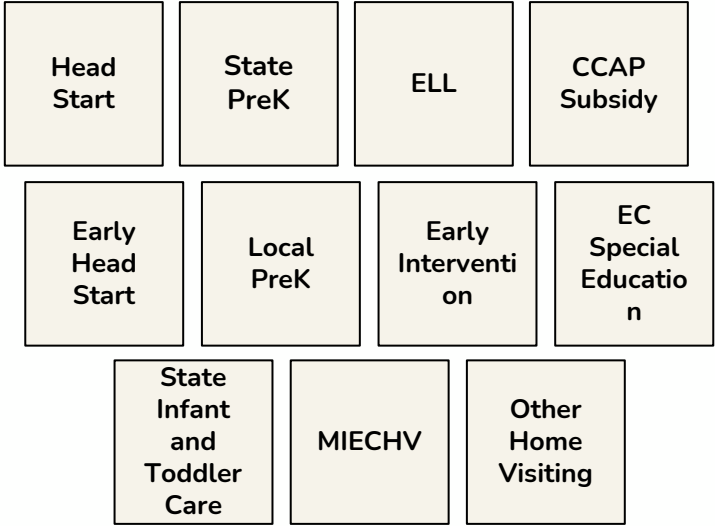 Head
Start
State
PreK
ELL
CCAP
Subsidy
Early
Head
Start
Local
PreK
Early
Interventi
on
EC
Special
Educatio
n
State
Infant
and
Toddler
Care
MIECHV
Other
Home
Visiting